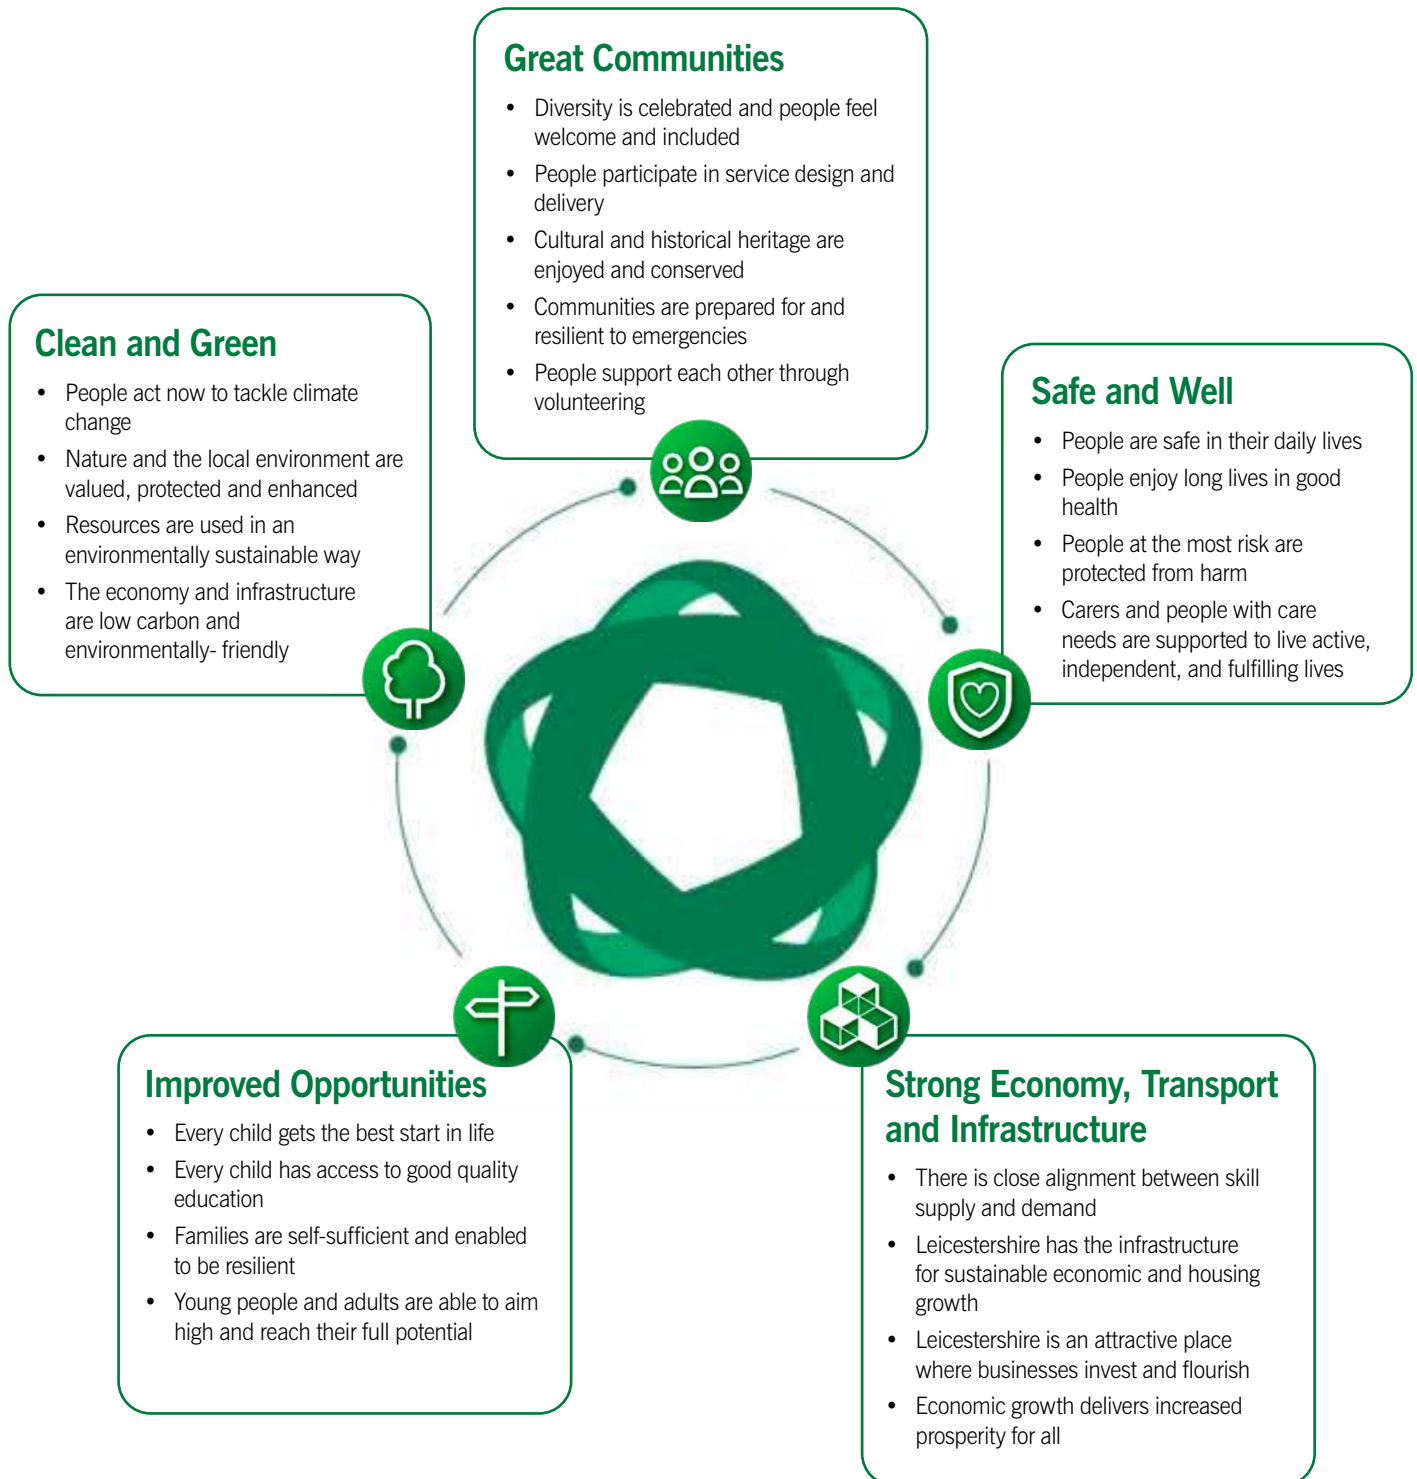 Great Communities
• Diversity is celebrated and people feel
welcome and included
• People participate in service design and
delivery
• Cultural and historical heritage are
enjoyed and conserved
• Communities are prepared for and
resilient to emergencies
• People support each other through
volunteering
Clean and Green
• People act now to tackle climate
change
• Nature and the local environment are
valued, protected and enhanced
• Resources are used in an
environmentally sustainable way
• The economy and infrastructure
are low carbon and
environmentally- friendly
Safe and Well
• People are safe in their daily lives
• People enjoy long lives in good
health
• People at the most risk are
protected from harm
• Carers and people with care
needs are supported to live active,
independent, and fulfilling lives
Improved Opportunities
• Every child gets the best start in life
• Every child has access to good quality
education
• Families are self-sufficient and enabled
to be resilient
• Young people and adults are able to aim
high and reach their full potential
Strong Economy, Transport
and Infrastructure
• There is close alignment between skill
supply and demand
• Leicestershire has the infrastructure
for sustainable economic and housing
growth
• Leicestershire is an attractive place
where businesses invest and flourish
• Economic growth delivers increased
prosperity for all